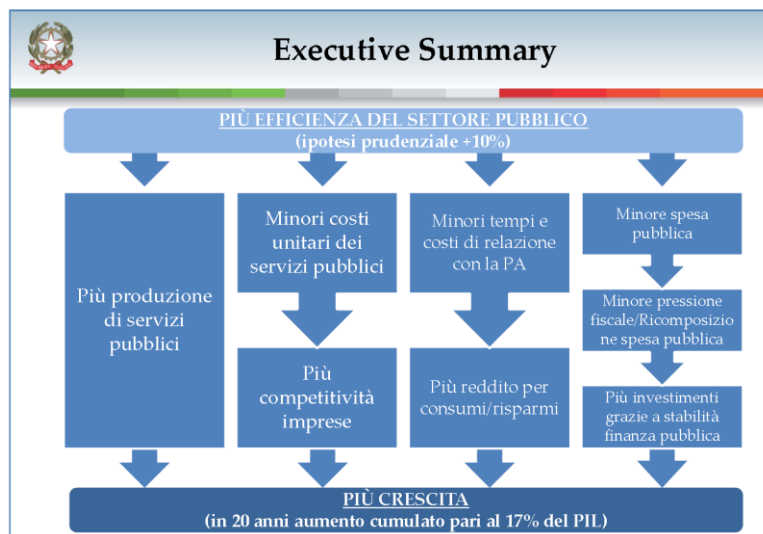 Executive Summary
PIÙ EFFICIENZA DEL SETTORE PUBBLICO
(ipotesi prudenziale +10%)
Più produzione
di servizi
pubblici
Minori costi
unitari dei
servizi pubblici
Più
competitività
imprese
Minori tempi e
costi di relazione
con la PA
Più reddito per
consumi/risparmi
Minore spesa
pubblica
Minore pressione
fiscale/Ricomposizio
ne spesa pubblica
Più investimenti
grazie a stabilità
finanza pubblica
PIÙ CRESCITA
(in 20 anni aumento cumulato pari al 17% del PIL)